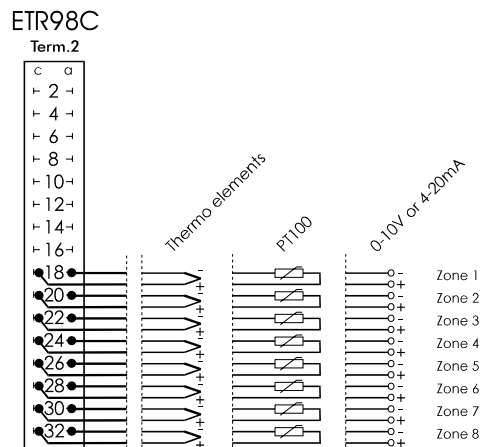 ETR98C
Term.2
c a
2
4
6
8
10
12
14
16
Thermo elements
PT100
0-10V or 4-20mA
18 - + - + Zone 1
20 - + - + Zone 2
22 - + - + Zone 3
24 - + - + Zone 4
26 - + - + Zone 5
28 - + - + Zone 6
30 - + - + Zone 7
32 - + - + Zone 8